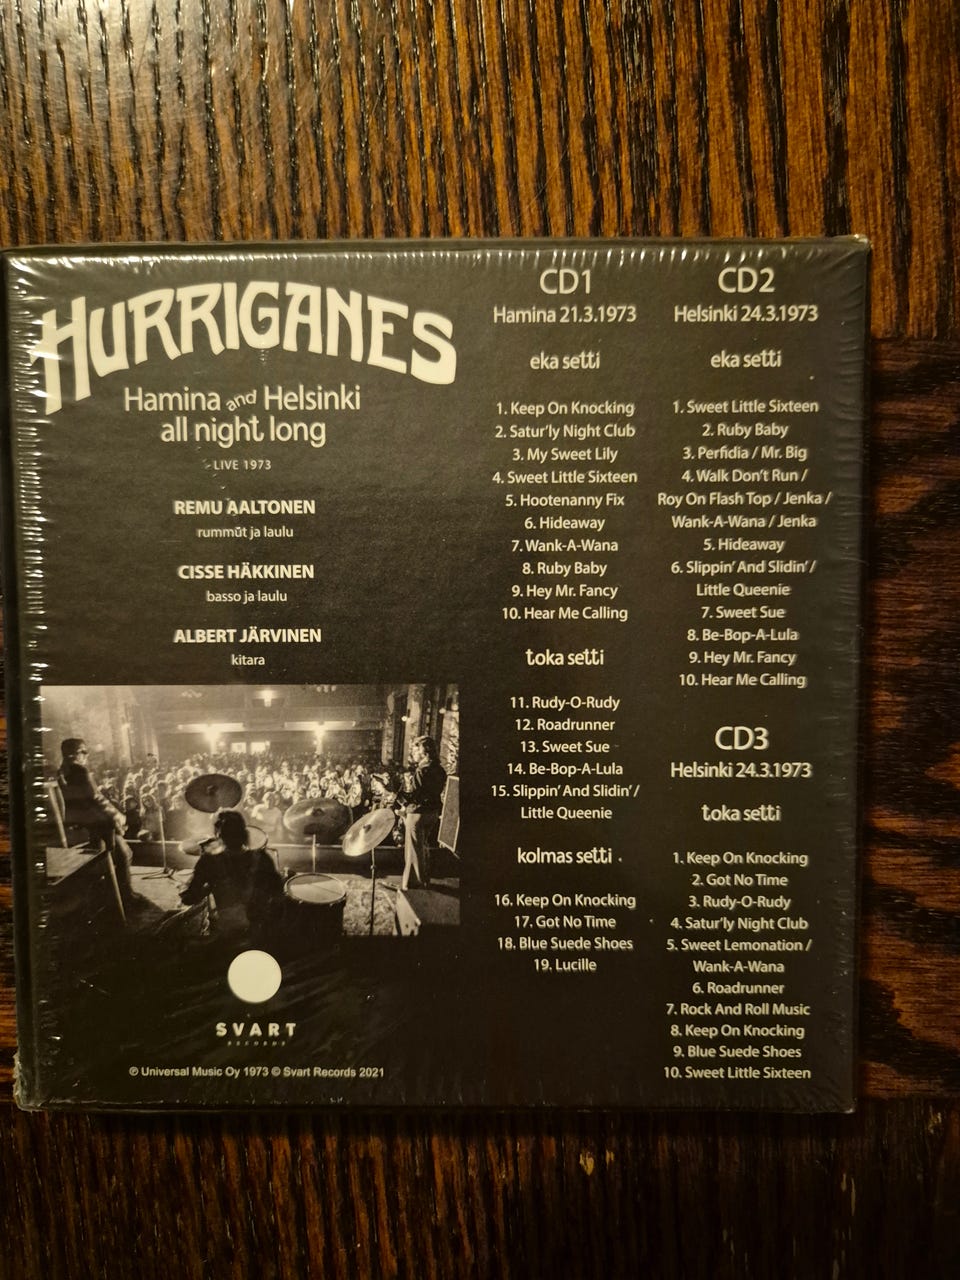 HURRIGANES
Hamina and Helsinki
all night long
- LIVE 1973
REMU AALTONEN
rummut ja laulu
CISSE HÄKKINEN
basso ja laulu
ALBERT JÄRVINEN
kitara
SVART
RECORDS
℗ Universal Music Oy 1973 © Svart Records 2021
CD1
Hamina 21.3.1973
eka setti
1. Keep On Knocking
2. Satur'ly Night Club
3. My Sweet Lily
4. Sweet Little Sixteen
5. Hootenanny Fix
6. Hideaway
7. Wank-A-Wana
8. Ruby Baby
9. Hey Mr. Fancy
10. Hear Me Calling
toka setti
11. Rudy-O-Rudy
12. Roadrunner
13. Sweet Sue
14. Be-Bop-A-Lula
15. Slippin' And Slidin' /
Little Queenie
kolmas setti
16. Keep On Knocking
17. Got No Time
18. Blue Suede Shoes
19. Lucille
CD2
Helsinki 24.3.1973
eka setti
1. Sweet Little Sixteen
2. Ruby Baby
3. Perfidia / Mr. Big
4. Walk Don't Run /
Roy On Flash Top / Jenka /
Wank-A-Wana / Jenka
5. Hideaway
6. Slippin' And Slidin' /
Little Queenie
7. Sweet Sue
8. Be-Bop-A-Lula
9. Hey Mr. Fancy
10. Hear Me Calling
CD3
Helsinki 24.3.1973
toka setti
1. Keep On Knocking
2. Got No Time
3. Rudy-O-Rudy
4. Satur'ly Night Club
5. Sweet Lemonation /
Wank-A-Wana
6. Roadrunner
7. Rock And Roll Music
8. Keep On Knocking
9. Blue Suede Shoes
10. Sweet Little Sixteen